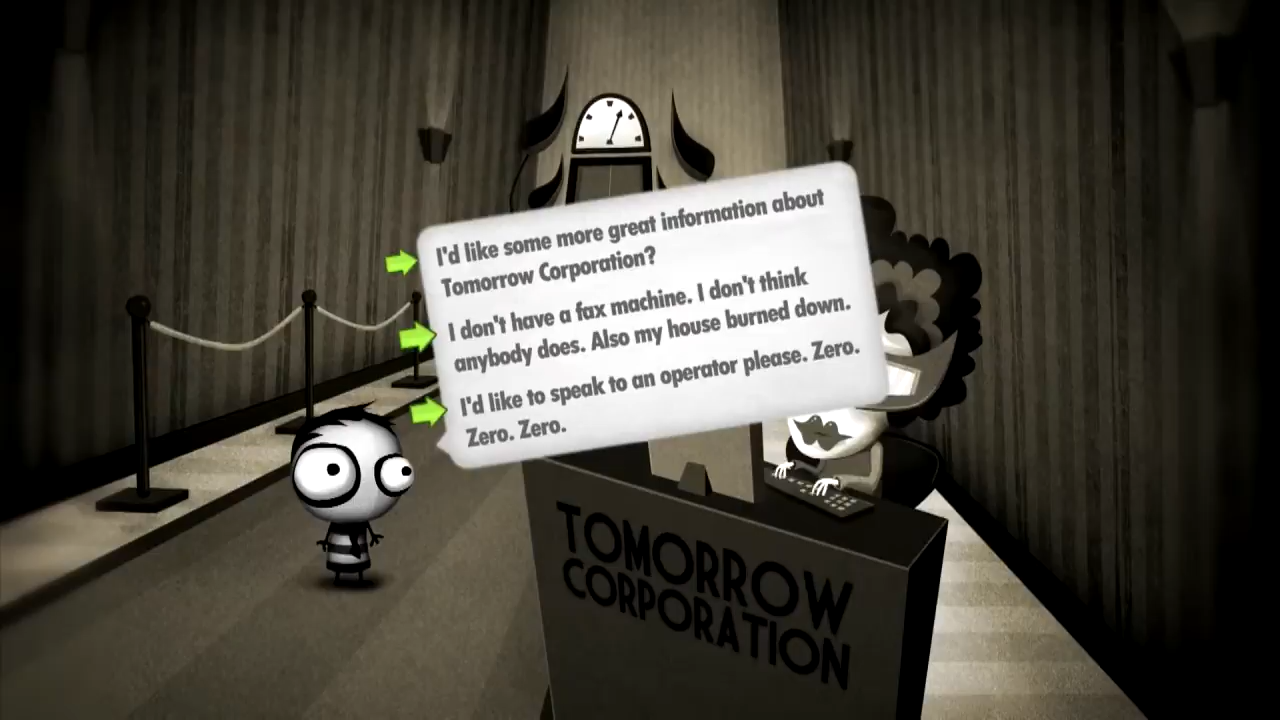 I'd like some more great information about
Tomorrow Corporation?
I don't have a fax machine. I don't think
anybody does. Also my house burned down.
I'd like to speak to an operator please. Zero.
Zero. Zero.
TOMORROW
CORPORATION